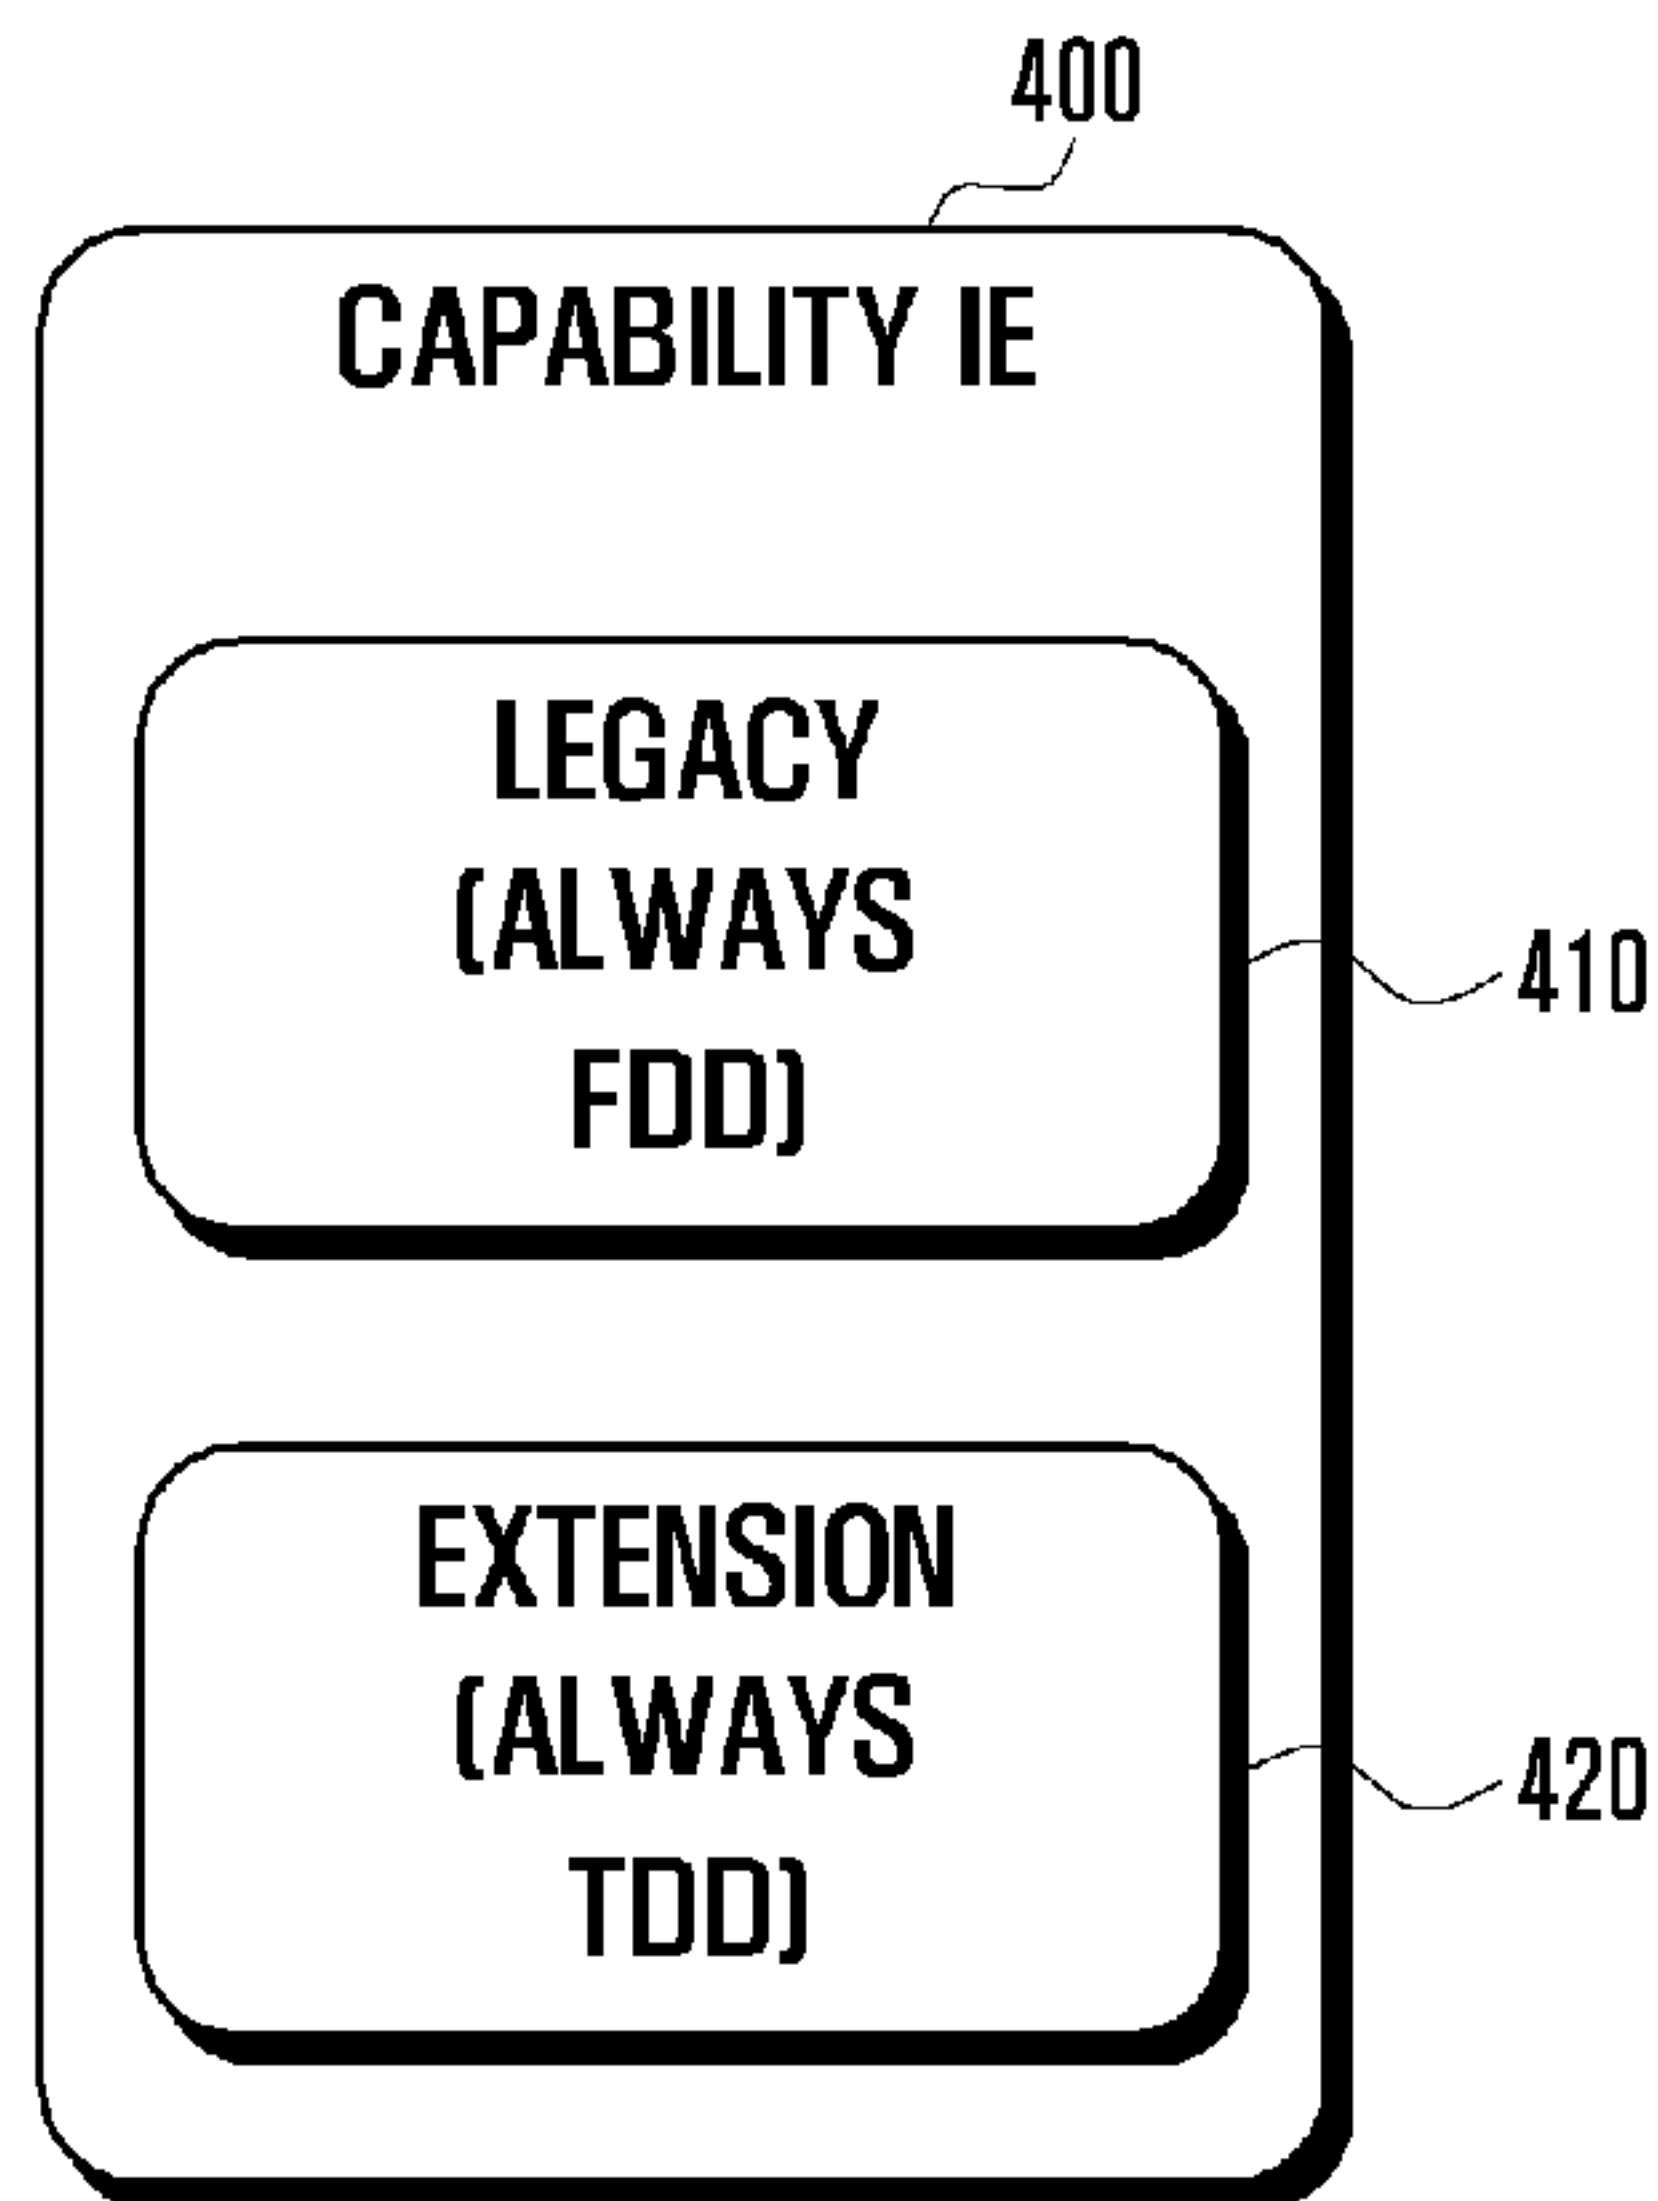 400
CAPABILITY IE
LEGACY
(ALWAYS
FDD)
410
EXTENSION
(ALWAYS
TDD)
420